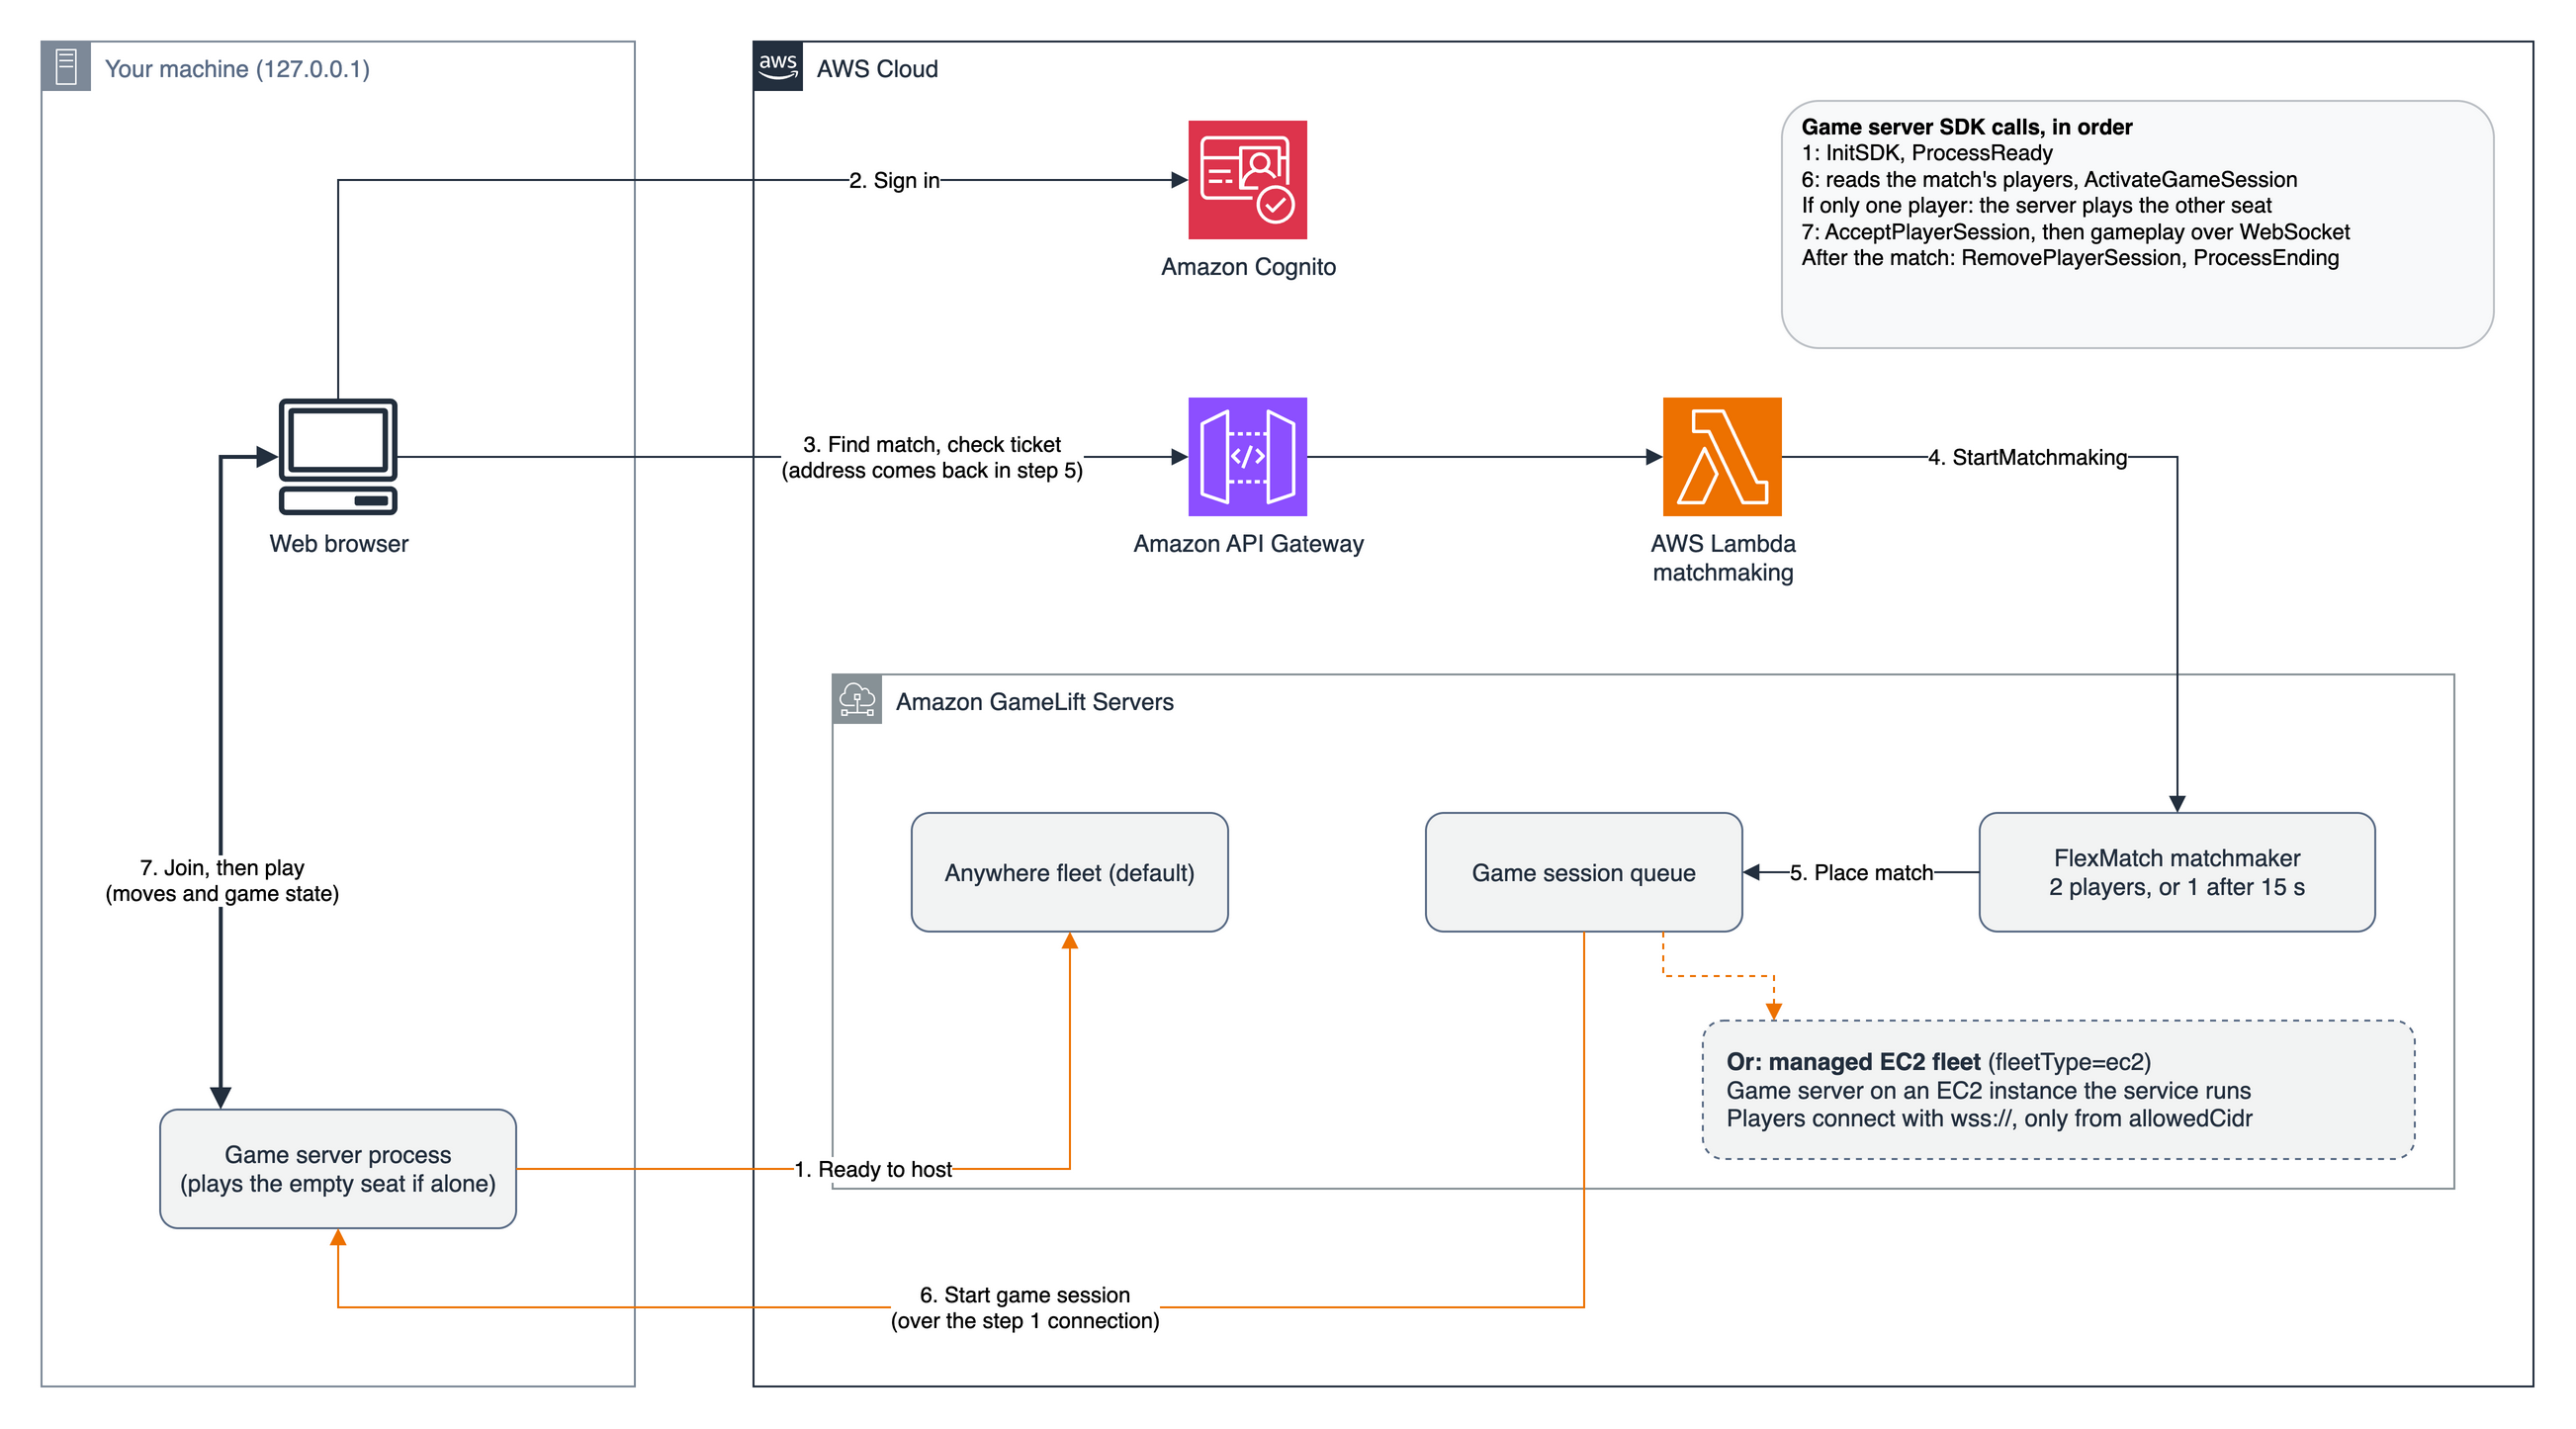 Your machine (127.0.0.1)
aws
AWS Cloud
Game server SDK calls, in order
1: InitSDK, ProcessReady
6: reads the match's players, ActivateGameSession
If only one player: the server plays the other seat
7: AcceptPlayerSession, then gameplay over WebSocket
After the match: RemovePlayerSession, ProcessEnding
2. Sign in
Amazon Cognito
3. Find match, check ticket
(address comes back in step 5)
</>
4. StartMatchmaking
Web browser
Amazon API Gateway
AWS Lambda
matchmaking
Amazon GameLift Servers
7. Join, then play
(moves and game state)
Anywhere fleet (default)
Game session queue
5. Place match
FlexMatch matchmaker
2 players, or 1 after 15 s
Or: managed EC2 fleet (fleetType=ec2)
Game server on an EC2 instance the service runs
Players connect with wss://, only from allowedCidr
Game server process
(plays the empty seat if alone)
1. Ready to host
6. Start game session
(over the step 1 connection)